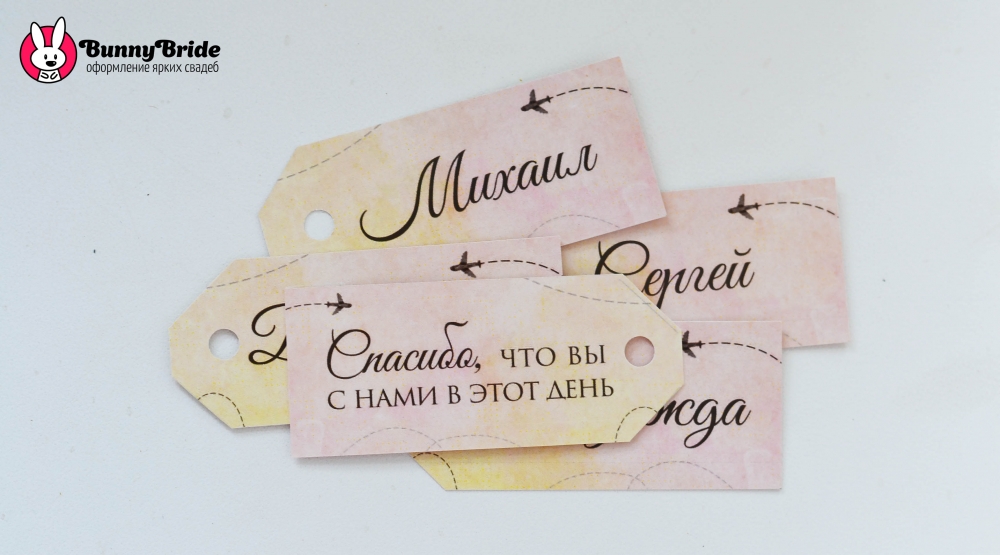 BunnyBride
оформление ярких свадеб
Михаил
Сергей
Спасибо, что вы
с нами в этот день